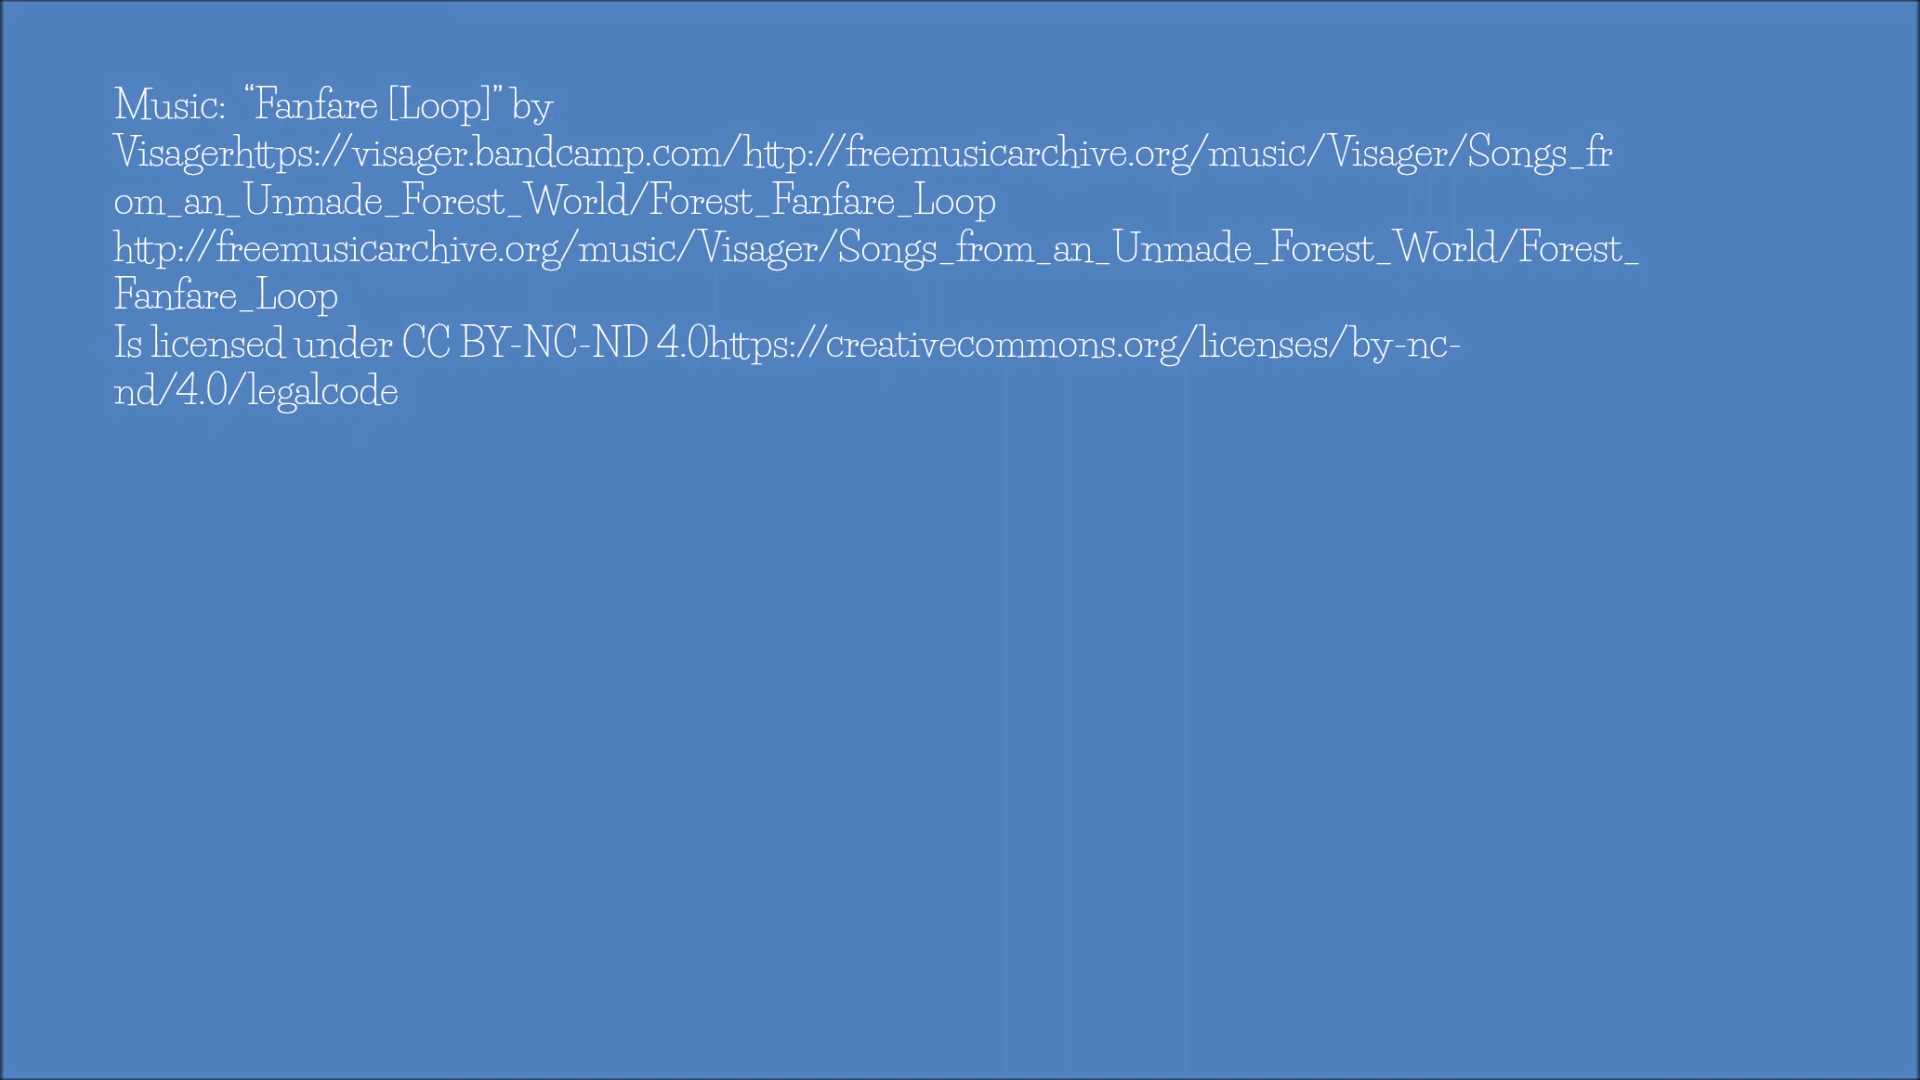 Music:  “Fanfare [Loop]” by
Visagerhttps://visager.bandcamp.com/http://freemusicarchive.org/music/Visager/Songs_fr
om_an_Unmade_Forest_World/Forest_Fanfare_Loop
http://freemusicarchive.org/music/Visager/Songs_from_an_Unmade_Forest_World/Forest_
Fanfare_Loop
Is licensed under CC BY-NC-ND 4.0https://creativecommons.org/licenses/by-nc-
nd/4.0/legalcode